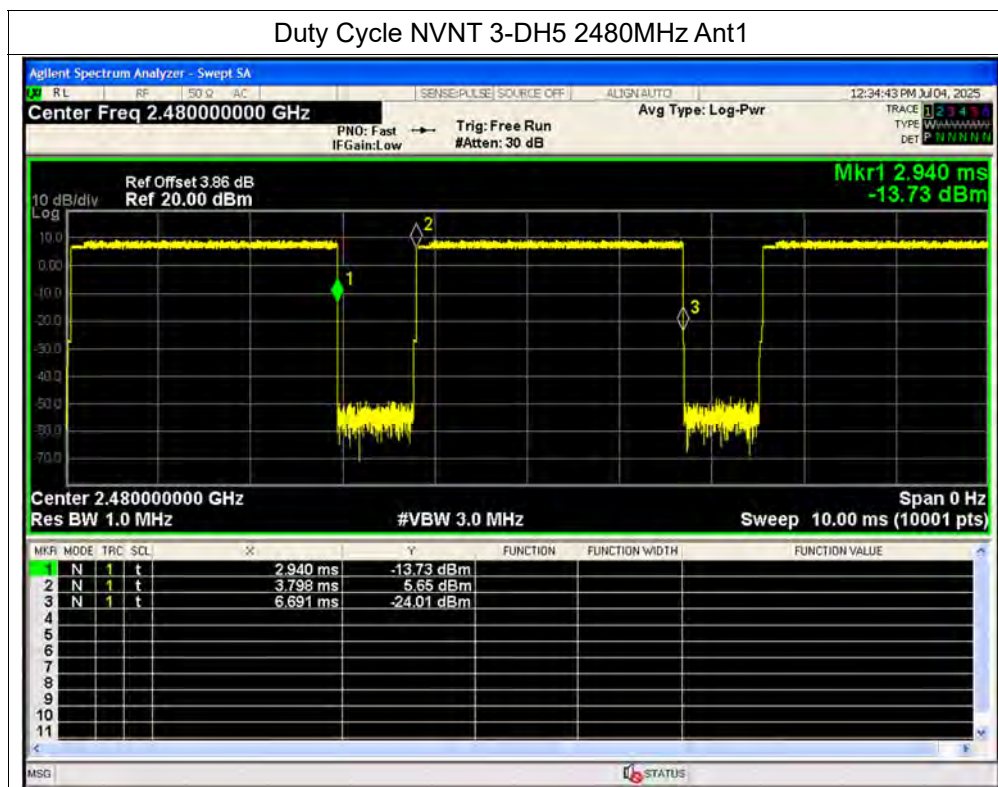 Duty Cycle NVNT 3-DH5 2480MHz Ant1
Agilent Spectrum Analyzer - Swept SA
RL RF 50 Ω AC SENSE:PULSE SOURCE OFF ALIGN AUTO 12:34:43 PM Jul 04, 2025
Center Freq 2.480000000 GHz Avg Type: Log-Pwr TRACE 1 2 3 4 5 6
PNO: Fast Trig: Free Run TYPE
IFGain:Low #Atten: 30 dB DET P N N N N N
Mkr1 2.940 ms
Ref Offset 3.86 dB
10 dB/div Ref 20.00 dBm -13.73 dBm
Log
10.0
0.00
-10.0
-20.0
-30.0
-40.0
-50.0
-60.0
-70.0
1
2
3
Center 2.480000000 GHz Span 0 Hz
Res BW 1.0 MHz #VBW 3.0 MHz Sweep 10.00 ms (10001 pts)
MKR MODE TRC SCL X Y FUNCTION FUNCTION WIDTH FUNCTION VALUE
1 N 1 t 2.940 ms -13.73 dBm
2 N 1 t 3.798 ms 5.65 dBm
3 N 1 t 6.691 ms -24.01 dBm
4
5
6
7
8
9
10
11
MSG STATUS